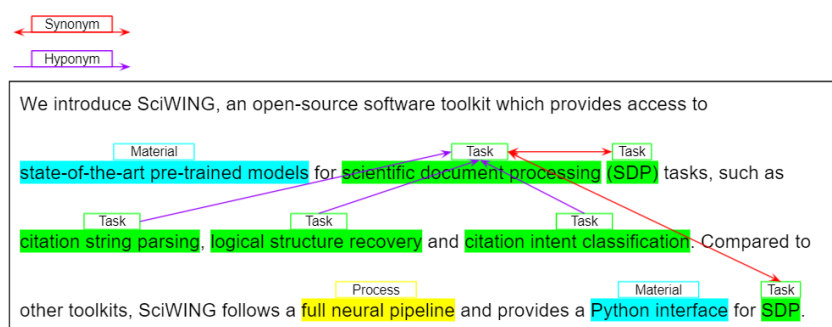 Synonym
Hyponym
We introduce SciWING, an open-source software toolkit which provides access to
Material Task Task
state-of-the-art pre-trained models for scientific document processing (SDP) tasks, such as
Task Task Task
citation string parsing, logical structure recovery and citation intent classification. Compared to
Process Material Task
other toolkits, SciWING follows a full neural pipeline and provides a Python interface for SDP.